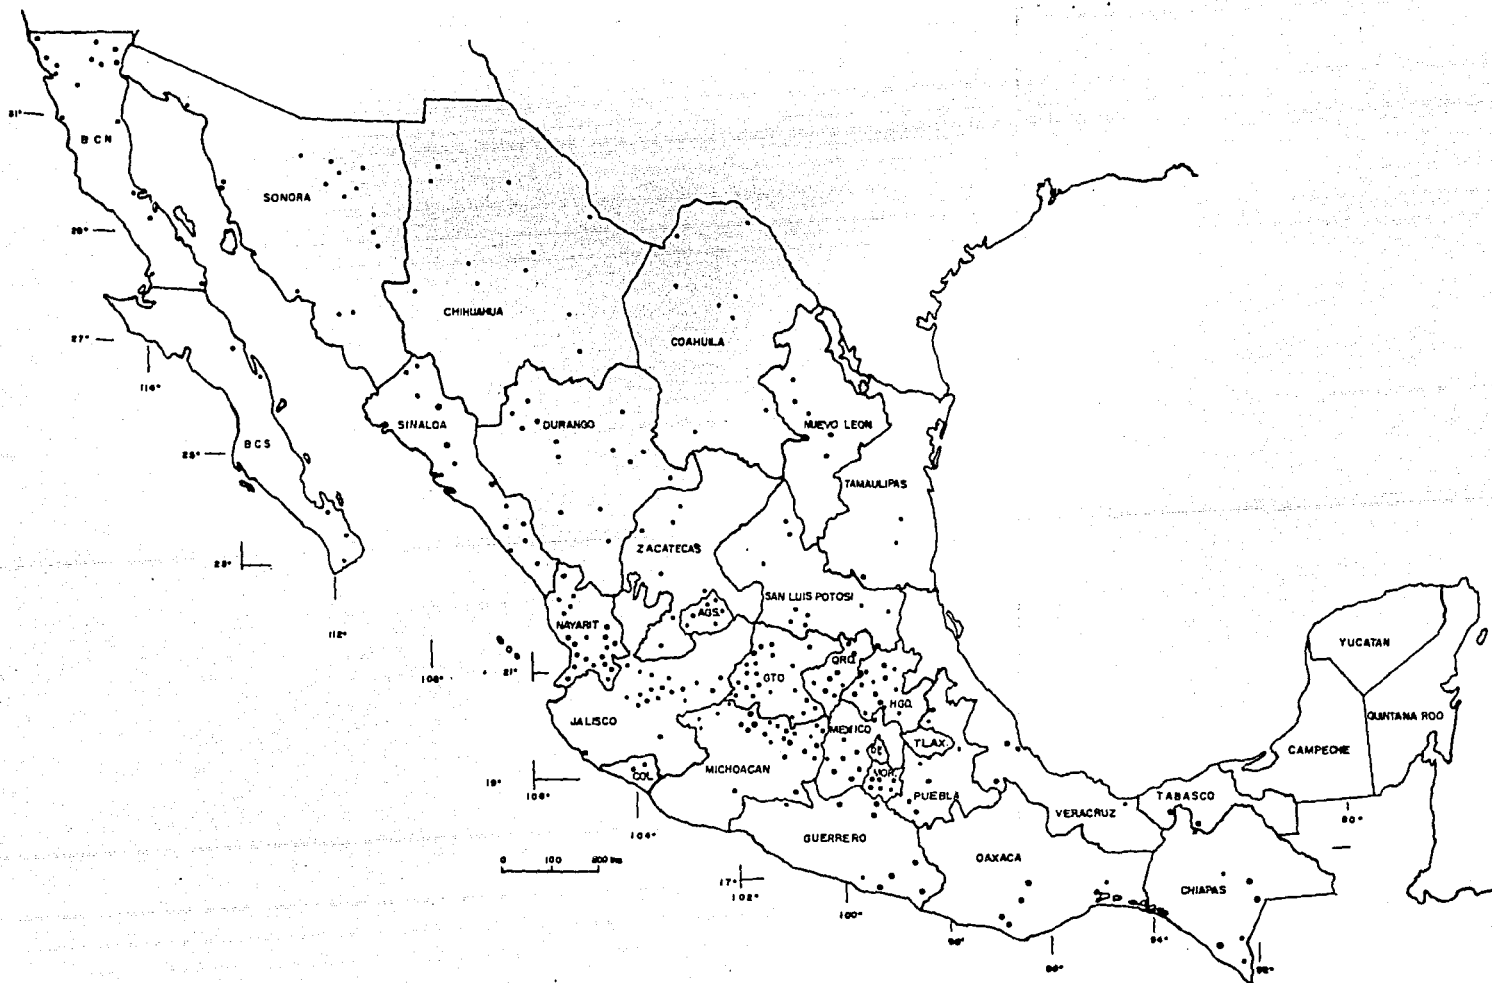 31°
BCN
SONORA
29°
CHIHUAHUA
COAHUILA
27°
114°
SINALOA
DURANGO
NUEVO LEON
BCS
25°
TAMAULIPAS
ZACATECAS
23°
112°
SAN LUIS POTOSI
AGS.
NAYARIT
YUCATAN
108°
21°
QRO.
GTO
HGO.
JALISCO
MEXICO
QUINTANA ROO
CAMPECHE
D.F.
TLAX.
MICHOACAN
COL.
MOR.
19°
106°
PUEBLA
TABASCO
VERACRUZ
104°
GUERRERO
90°
OAXACA
0 100 200 km
17°
102°
CHIAPAS
100°
98°
94°
96°
92°